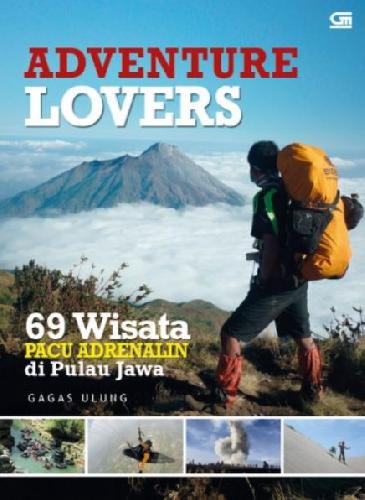 ADVENTURE
LOVERS
69 Wisata
PACU ADRENALIN
di Pulau Jawa
GAGAS ULUNG